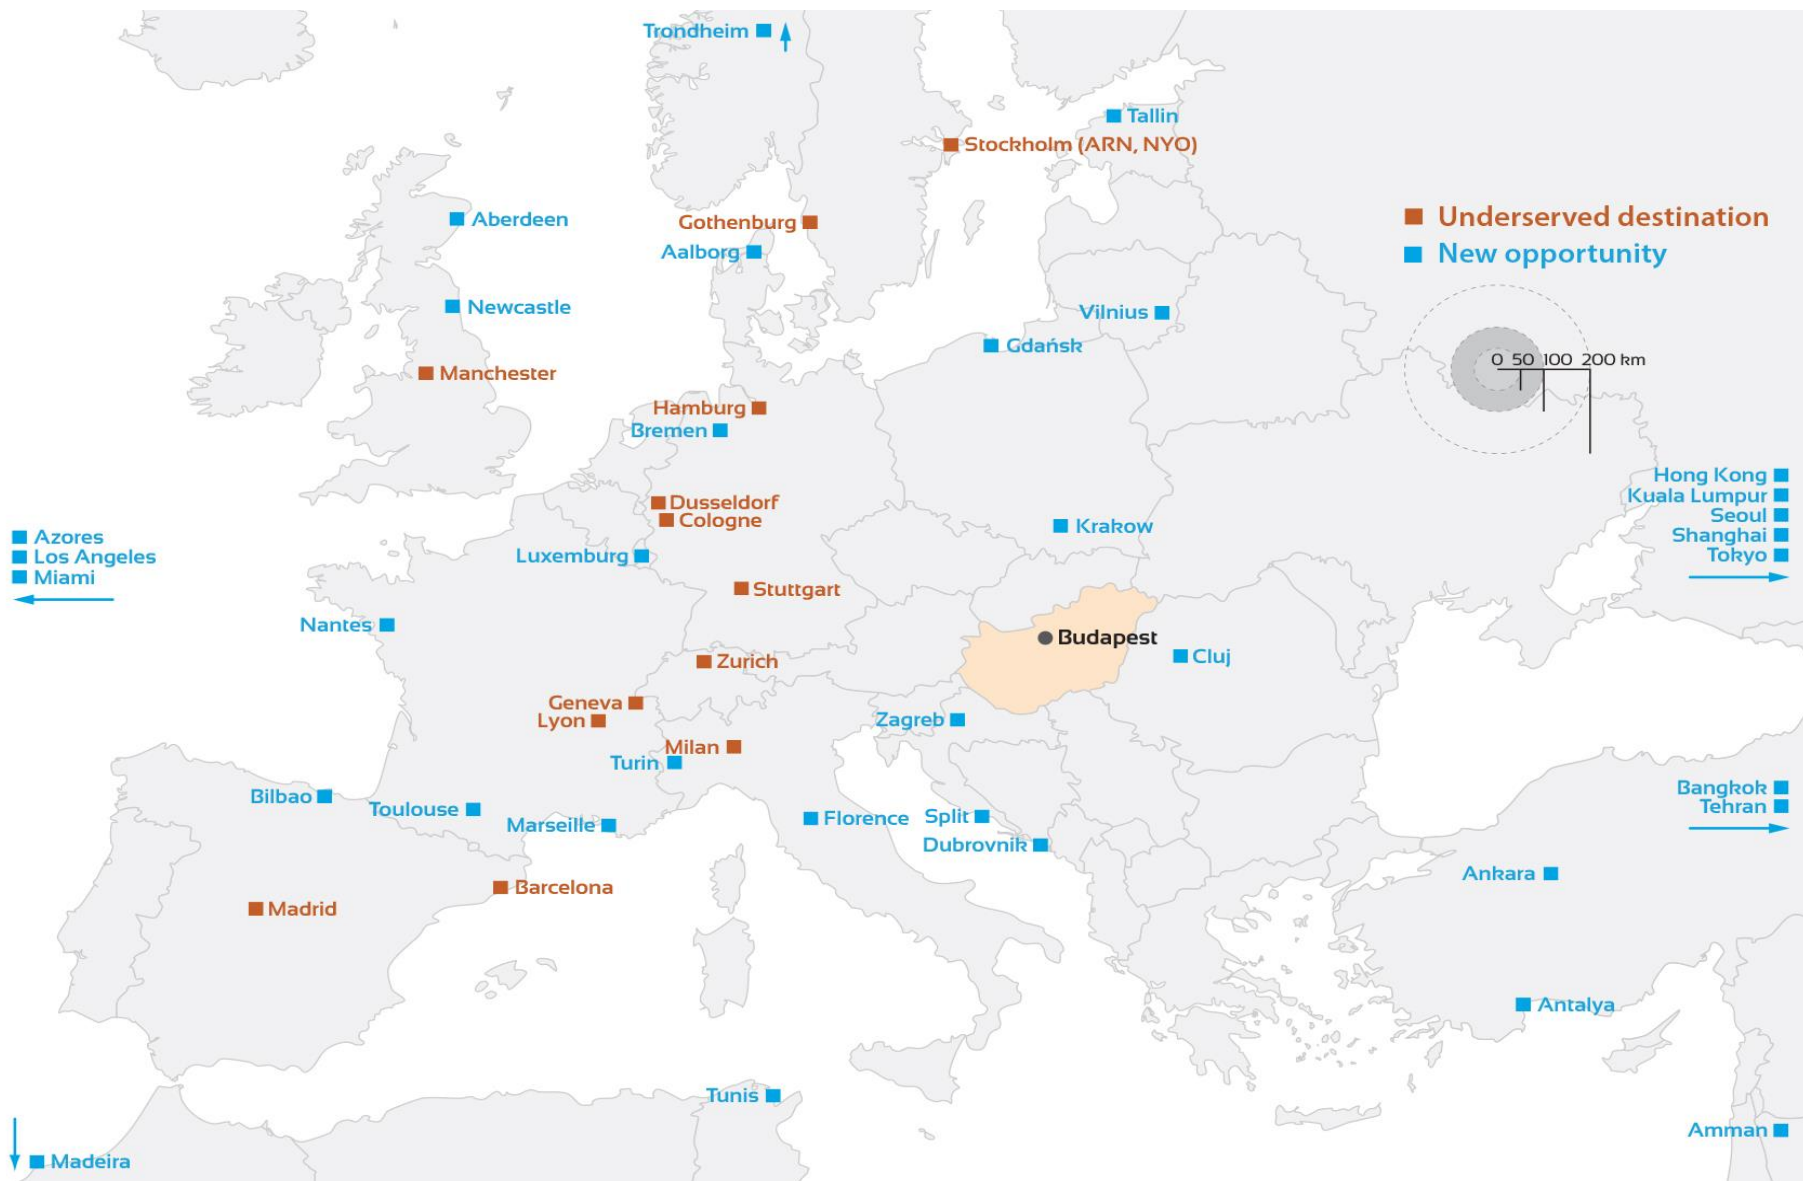 Trondheim
Tallin
Stockholm (ARN, NYO)
Aberdeen
Gothenburg
Aalborg
Underserved destination
New opportunity
Newcastle
Vilnius
Gdańsk
Manchester
0 50 100 200 km
Hamburg
Bremen
Hong Kong
Kuala Lumpur
Seoul
Shanghai
Tokyo
Dusseldorf
Cologne
Krakow
Azores
Los Angeles
Miami
Luxemburg
Stuttgart
Nantes
Budapest
Zurich
Cluj
Geneva
Lyon
Zagreb
Milan
Turin
Bilbao
Toulouse
Marseille
Florence
Split
Dubrovnik
Bangkok
Tehran
Ankara
Barcelona
Madrid
Antalya
Tunis
Amman
Madeira